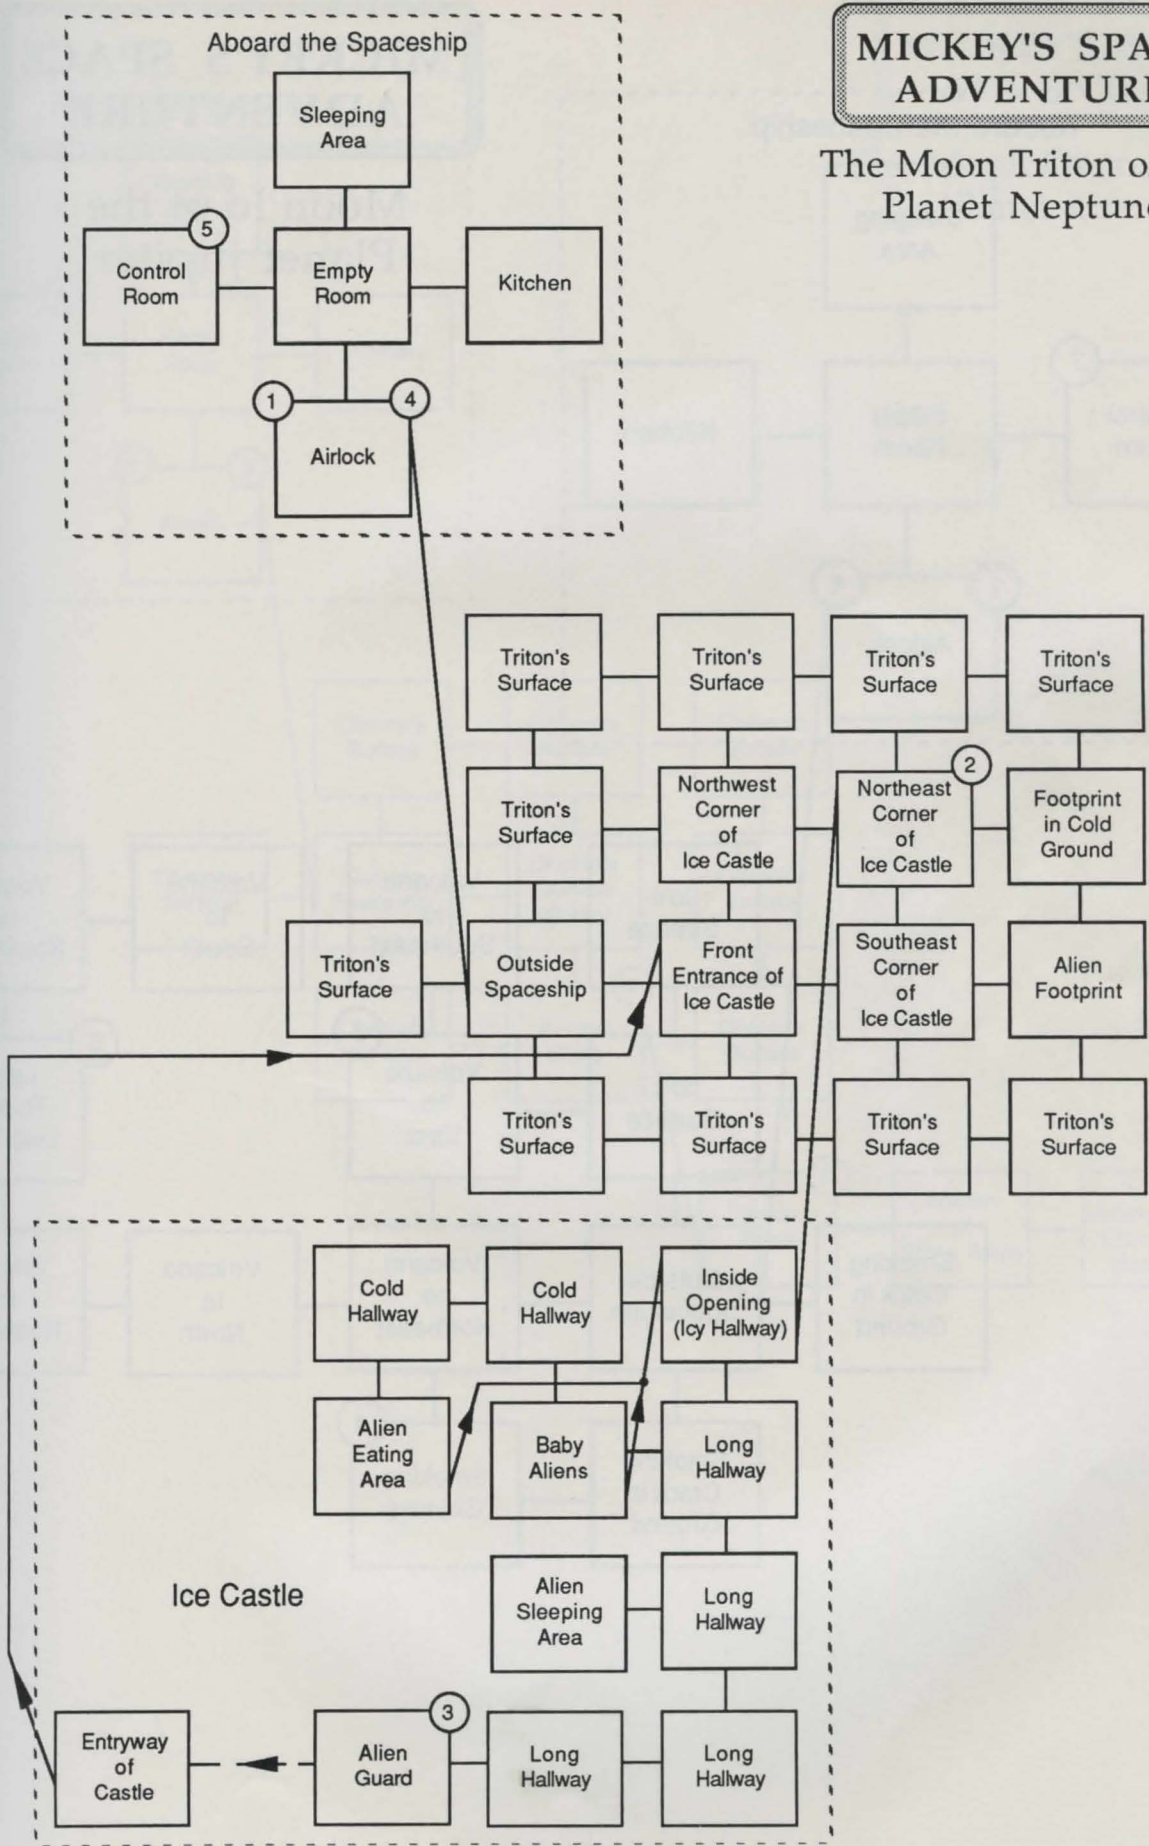 Aboard the Spaceship
MICKEY'S
ADVENTUR
The Moon Triton
Planet Neptun
Sleeping
Area
5
Control
Room
Empty
Room
Kitchen
1
4
Airlock
Triton's
Surface
Triton's
Surface
Triton's
Surface
Triton's
Surface
Triton's
Surface
Northwest
Corner
of
Ice Castle
2
Northeast
Corner
of
Ice Castle
Footprint
in Cold
Ground
Triton's
Surface
Outside
Spaceship
Front
Entrance of
Ice Castle
Southeast
Corner
of
Ice Castle
Alien
Footprint
Triton's
Surface
Triton's
Surface
Triton's
Surface
Triton's
Surface
Cold
Hallway
Cold
Hallway
Inside
Opening
(Icy Hallway)
Alien
Eating
Area
Baby
Aliens
Long
Hallway
Ice Castle
Alien
Sleeping
Area
Long
Hallway
Entryway
of
Castle
3
Alien
Guard
Long
Hallway
Long
Hallway